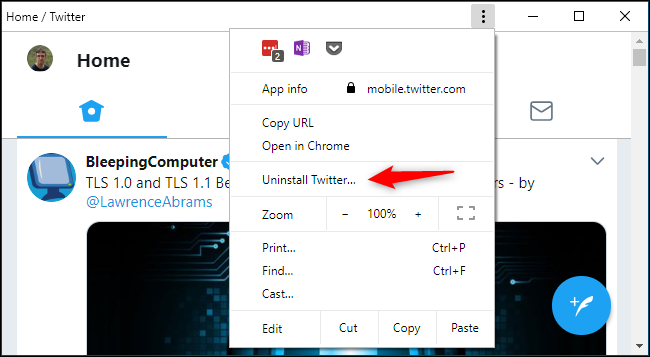 Home / Twitter
2
Home
App info mobile.twitter.com
Copy URL
Open in Chrome
BleepingComputer
Uninstall Twitter...
TLS 1.0 and TLS 1.1 Be rs - by
@LawrenceAbrams
Zoom − 100% +
Print... Ctrl+P
Find... Ctrl+F
Cast...
Edit Cut Copy Paste